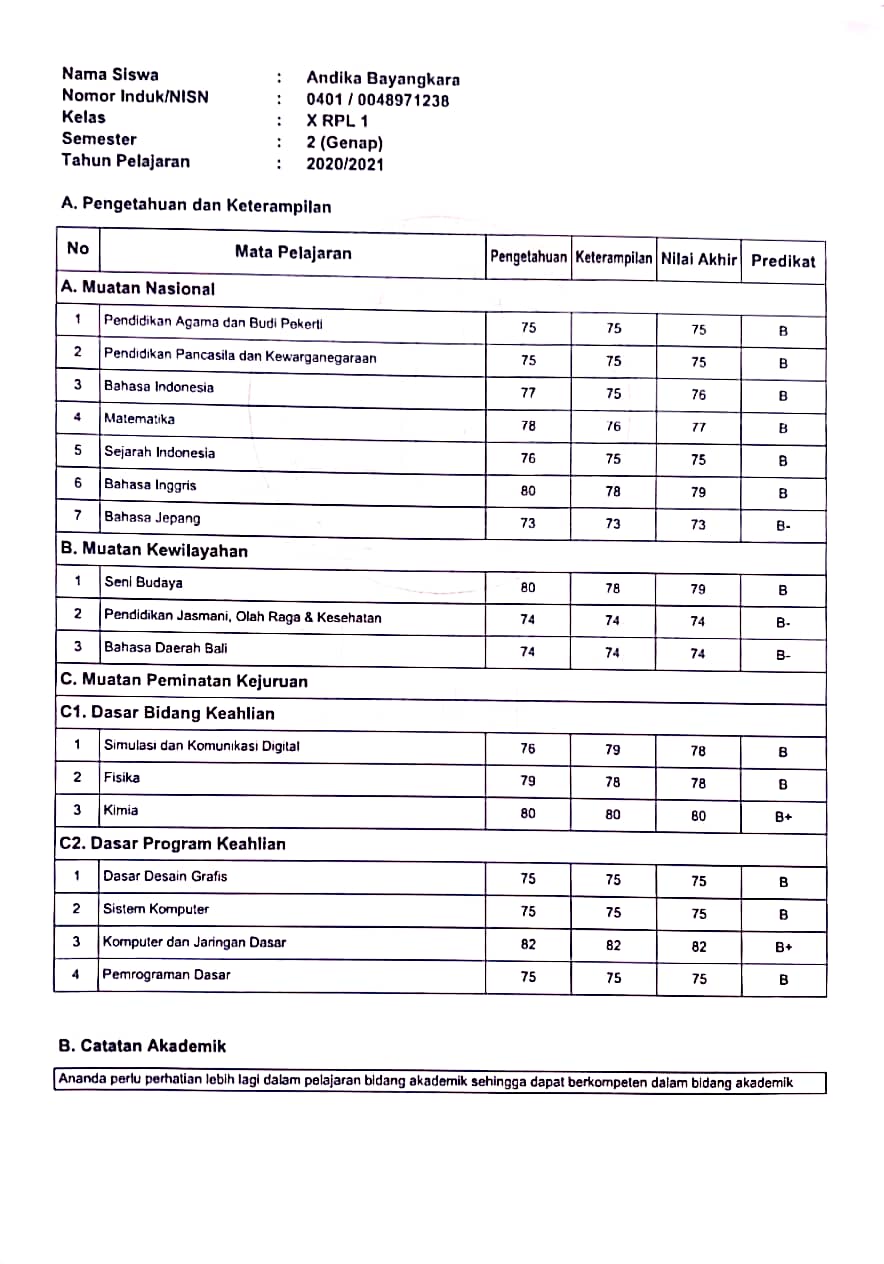 Nama Siswa : Andika Bayangkara
Nomor Induk/NISN : 0401 / 0048971238
Kelas : X RPL 1
Semester : 2 (Genap)
Tahun Pelajaran : 2020/2021
A. Pengetahuan dan Keterampilan
No Mata Pelajaran Pengetahuan Keterampilan Nilai Akhir Predikat
A. Muatan Nasional
1 Pendidikan Agama dan Budi Pekerti 75 75 75 B
2 Pendidikan Pancasila dan Kewarganegaraan 75 75 75 B
3 Bahasa Indonesia 77 75 76 B
4 Matematika 78 76 77 B
5 Sejarah Indonesia 76 75 75 B
6 Bahasa Inggris 80 78 79 B
7 Bahasa Jepang 73 73 73 B-
B. Muatan Kewilayahan
1 Seni Budaya 80 78 79 B
2 Pendidikan Jasmani, Olah Raga & Kesehatan 74 74 74 B-
3 Bahasa Daerah Bali 74 74 74 B-
C. Muatan Peminatan Kejuruan
C1. Dasar Bidang Keahlian
1 Simulasi dan Komunikasi Digital 76 79 78 B
2 Fisika 79 78 78 B
3 Kimia 80 80 80 B+
C2. Dasar Program Keahlian
1 Dasar Desain Grafis 75 75 75 B
2 Sistem Komputer 75 75 75 B
3 Komputer dan Jaringan Dasar 82 82 82 B+
4 Pemrograman Dasar 75 75 75 B
B. Catatan Akademik
Ananda perlu perhatian lebih lagi dalam pelajaran bidang akademik sehingga dapat berkompeten dalam bidang akademik